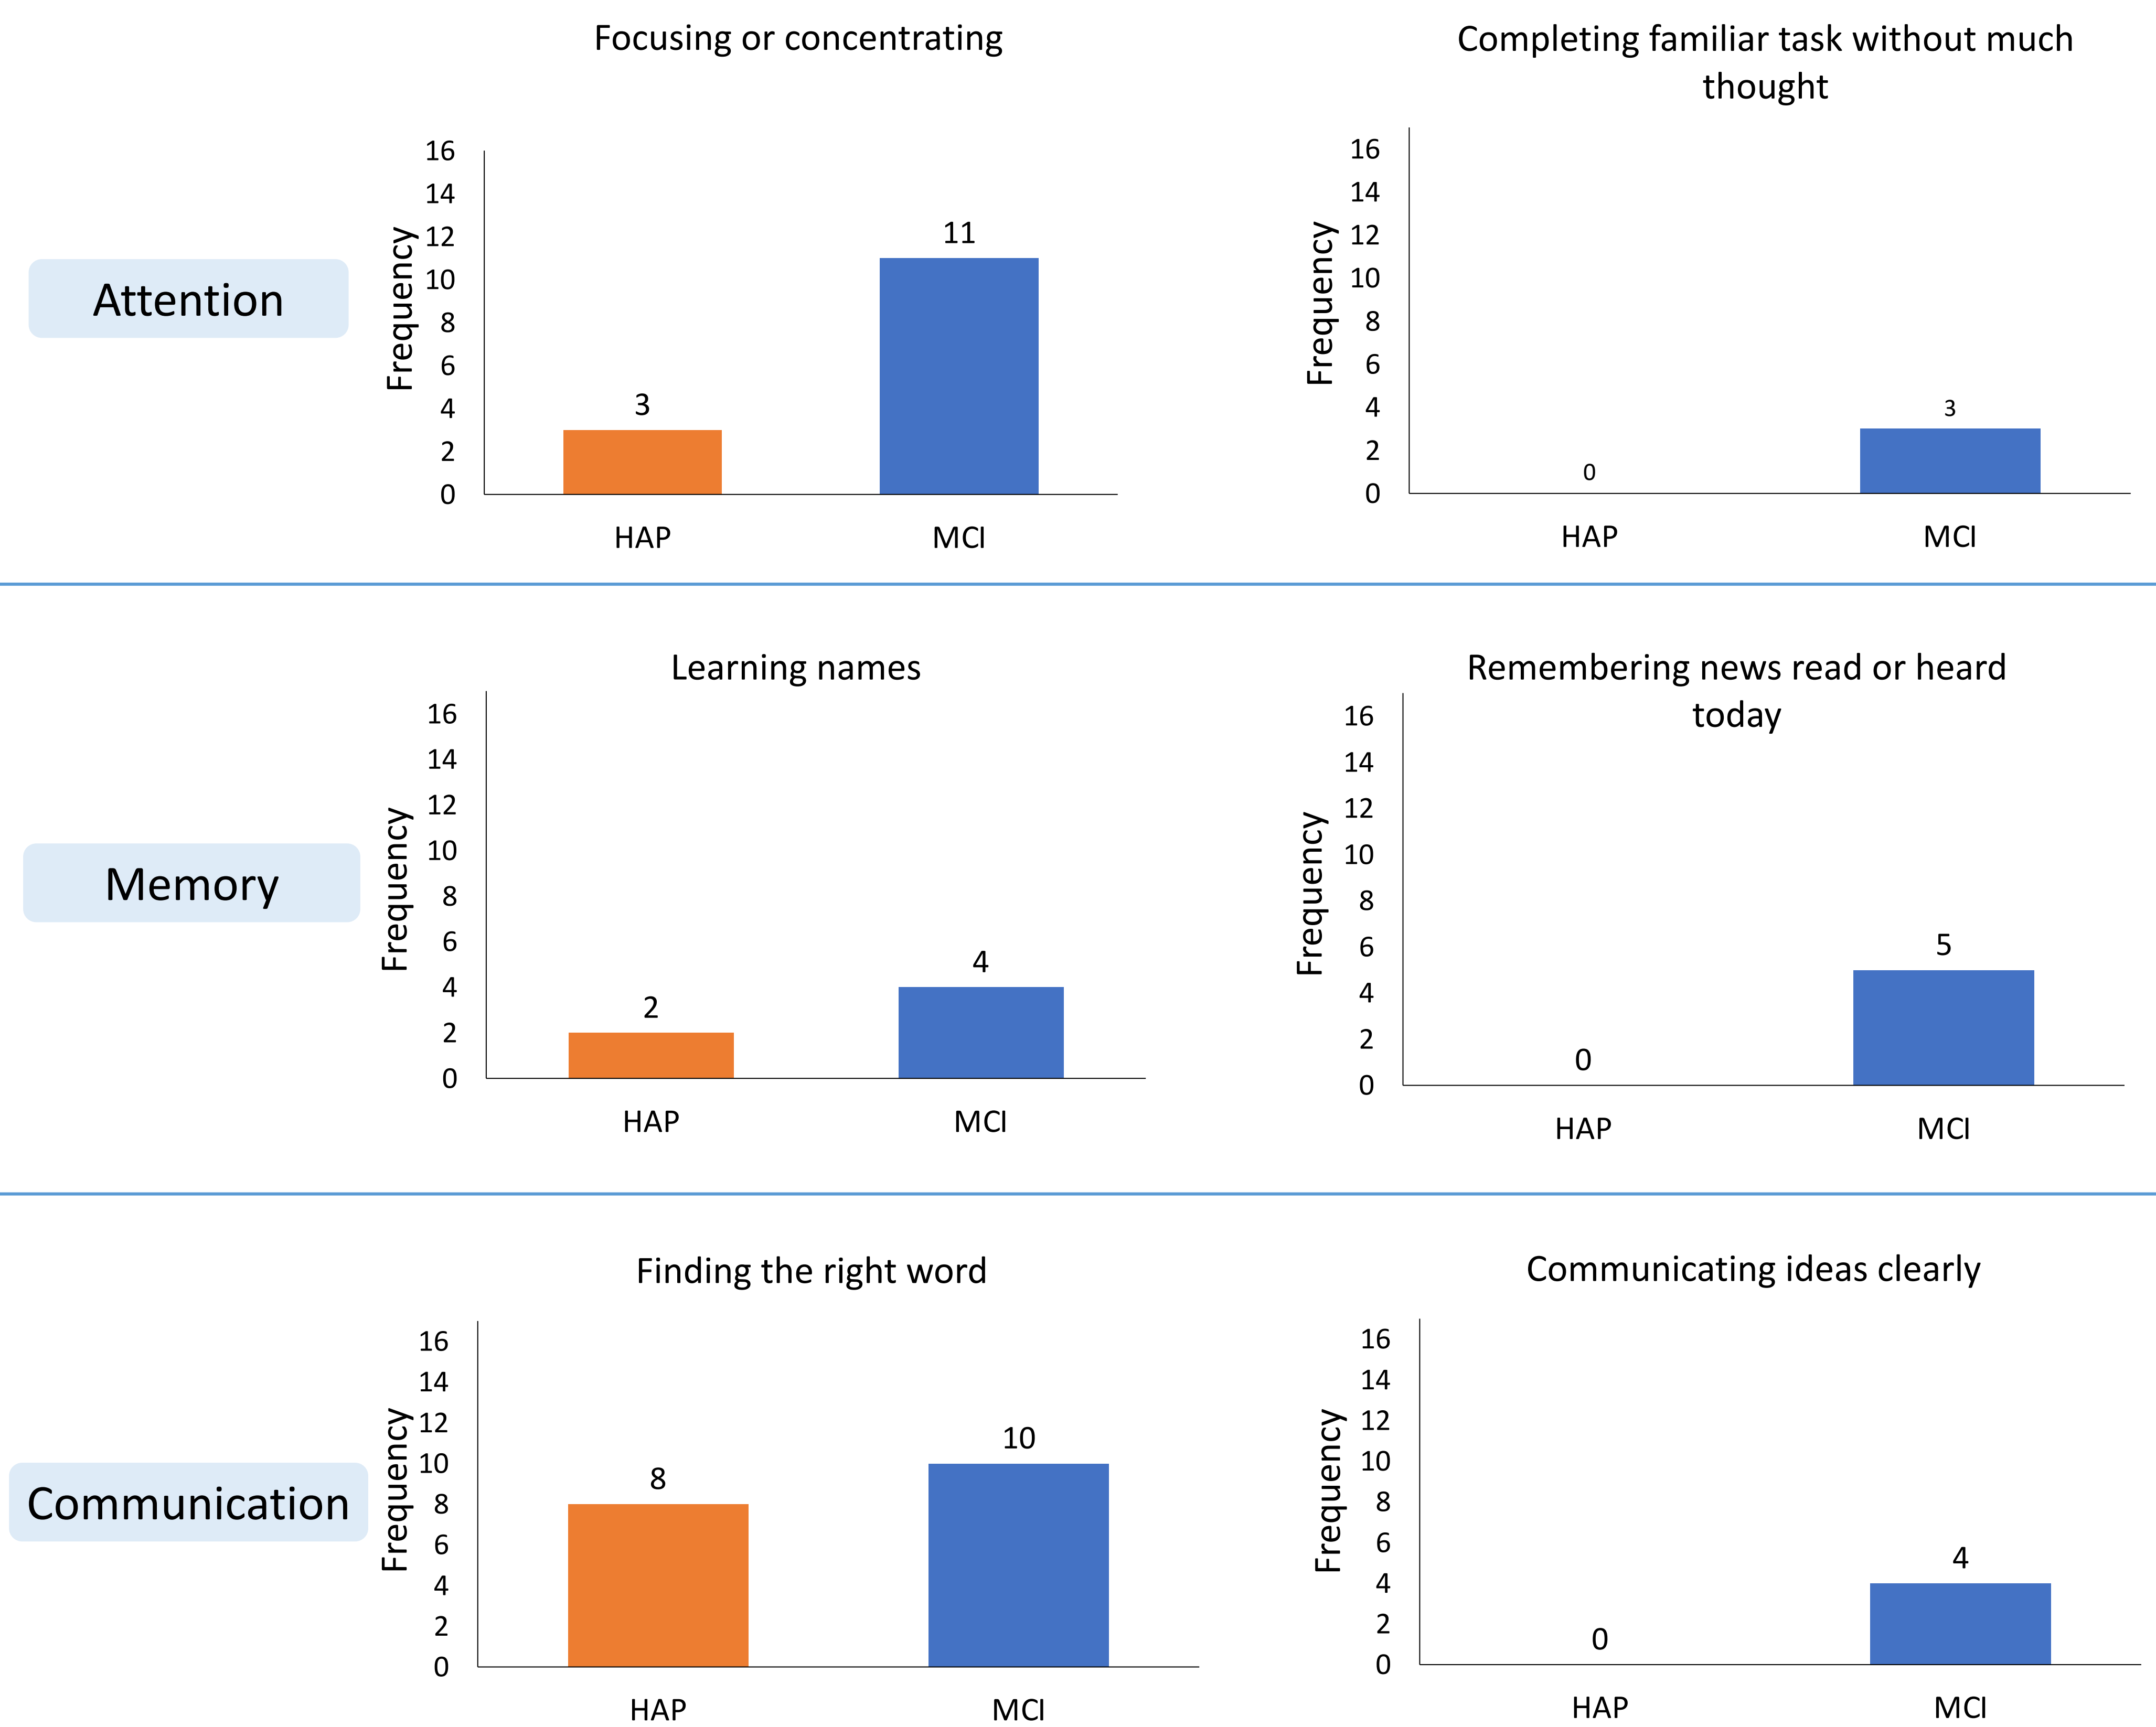 Focusing or concentrating
Frequency
16
14
12
10
8
6
4
2
0
3
11
HAP MCI
Completing familiar task without much
thought
Frequency
16
14
12
10
8
6
4
2
0
0
3
HAP MCI
Attention
Learning names
Frequency
16
14
12
10
8
6
4
2
0
2
4
HAP MCI
Remembering news read or heard
today
Frequency
16
14
12
10
8
6
4
2
0
0
5
HAP MCI
Memory
Finding the right word
Frequency
16
14
12
10
8
6
4
2
0
8
10
HAP MCI
Communicating ideas clearly
Frequency
16
14
12
10
8
6
4
2
0
0
4
HAP MCI
Communication